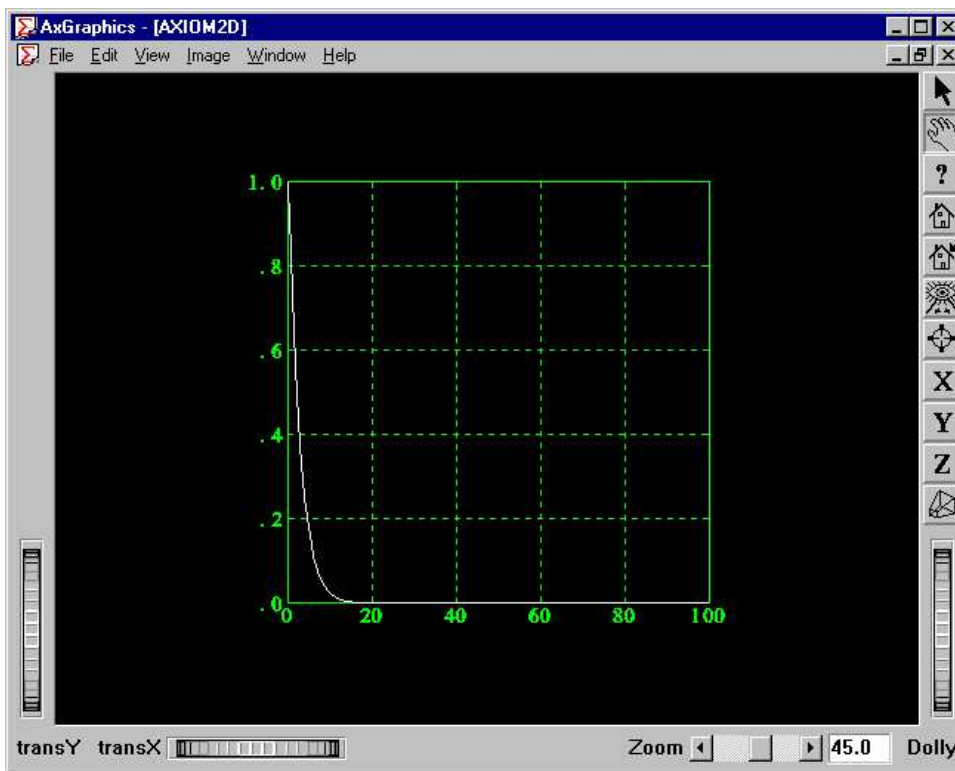 AxGraphics - [AXIOM2D]
File Edit View Image Window Help
1.0
.8
.6
.4
.2
.0
0 20 40 60 80 100
?
X
Y
Z
transY transX Zoom 45.0 Dolly